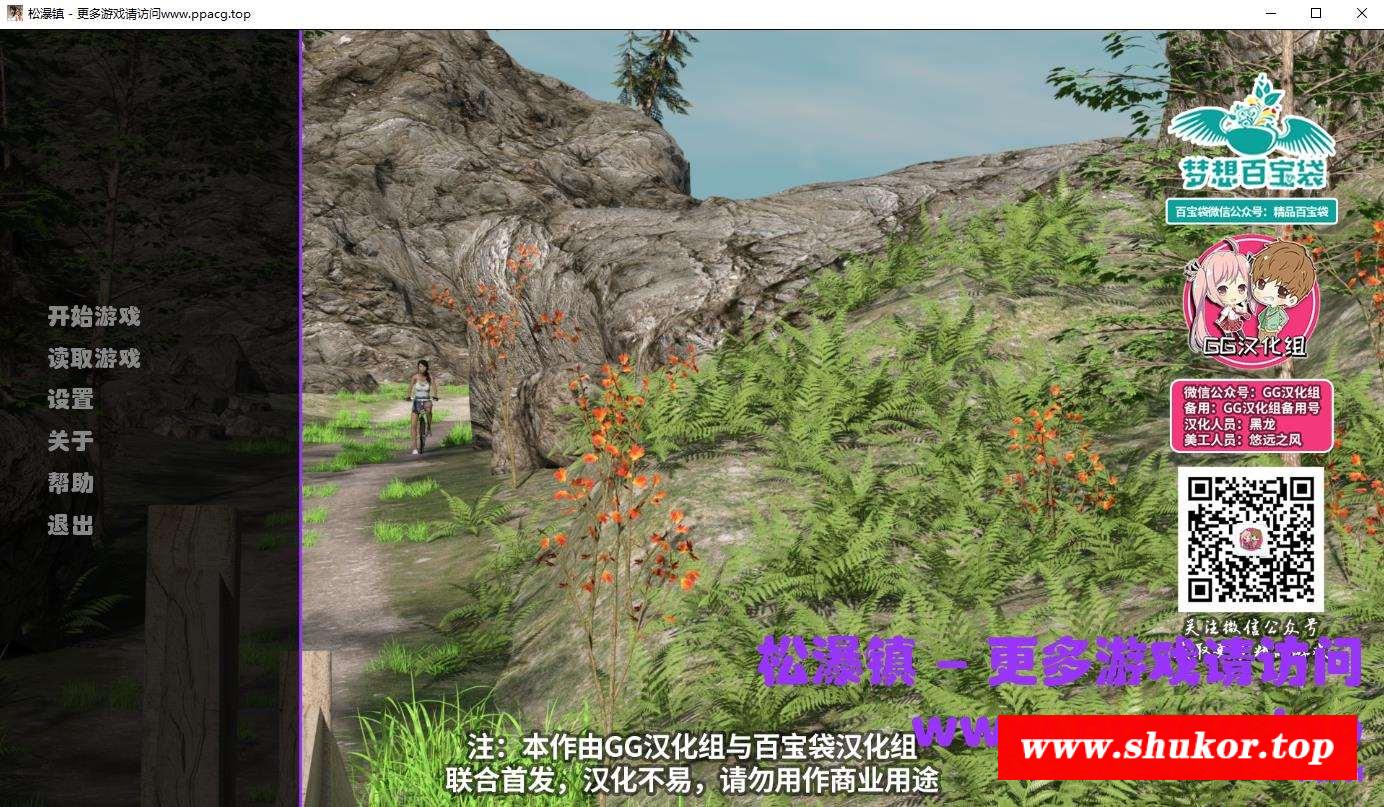 松瀑镇 - 更多游戏请访问www.ppacg.top
开始游戏
读取游戏
设置
关于
帮助
退出
梦想百宝袋
百宝袋微信公众号：精品百宝袋
GG汉化组
微信公众号：GG汉化组
备用：GG汉化组备用号
汉化人员：黑龙
美工人员：悠远之风
关注微信公众号
松瀑镇 - 更多游戏请访问
www.shukor.top
注：本作由GG汉化组与百宝袋汉化组
联合首发，汉化不易，请勿用作商业用途